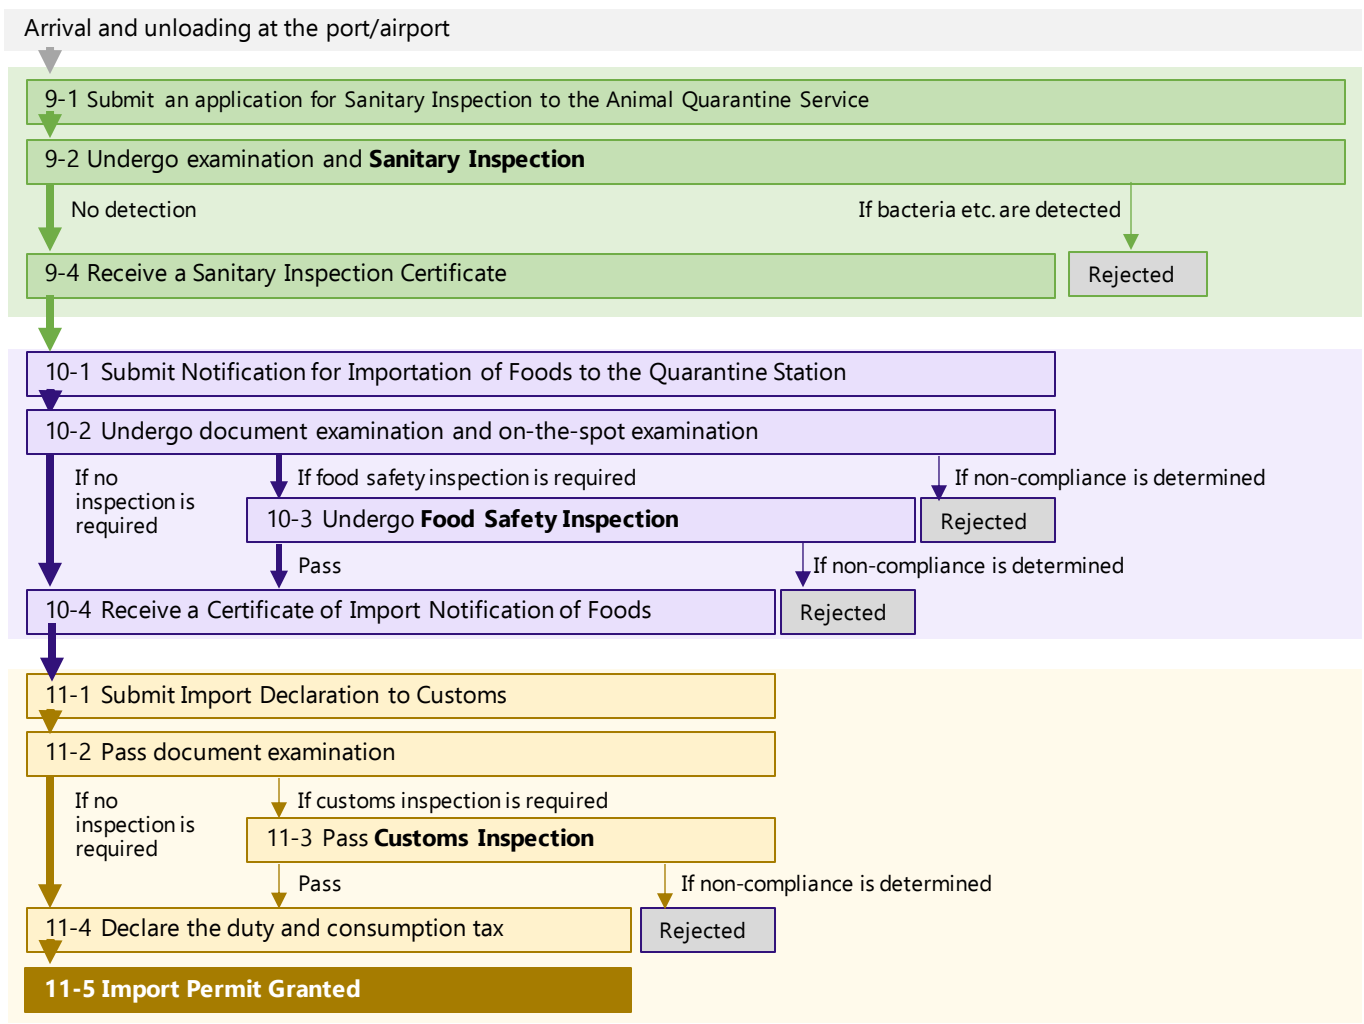 Arrival and unloading at the port/airport
9-1 Submit an application for Sanitary Inspection to the Animal Quarantine Service
9-2 Undergo examination and Sanitary Inspection
No detection
If bacteria etc. are detected
9-4 Receive a Sanitary Inspection Certificate
Rejected
10-1 Submit Notification for Importation of Foods to the Quarantine Station
10-2 Undergo document examination and on-the-spot examination
If no
inspection is
required
If food safety inspection is required
If non-compliance is determined
10-3 Undergo Food Safety Inspection
Rejected
Pass
If non-compliance is determined
10-4 Receive a Certificate of Import Notification of Foods
Rejected
11-1 Submit Import Declaration to Customs
11-2 Pass document examination
If no
inspection is
required
If customs inspection is required
11-3 Pass Customs Inspection
Pass
If non-compliance is determined
11-4 Declare the duty and consumption tax
Rejected
11-5 Import Permit Granted